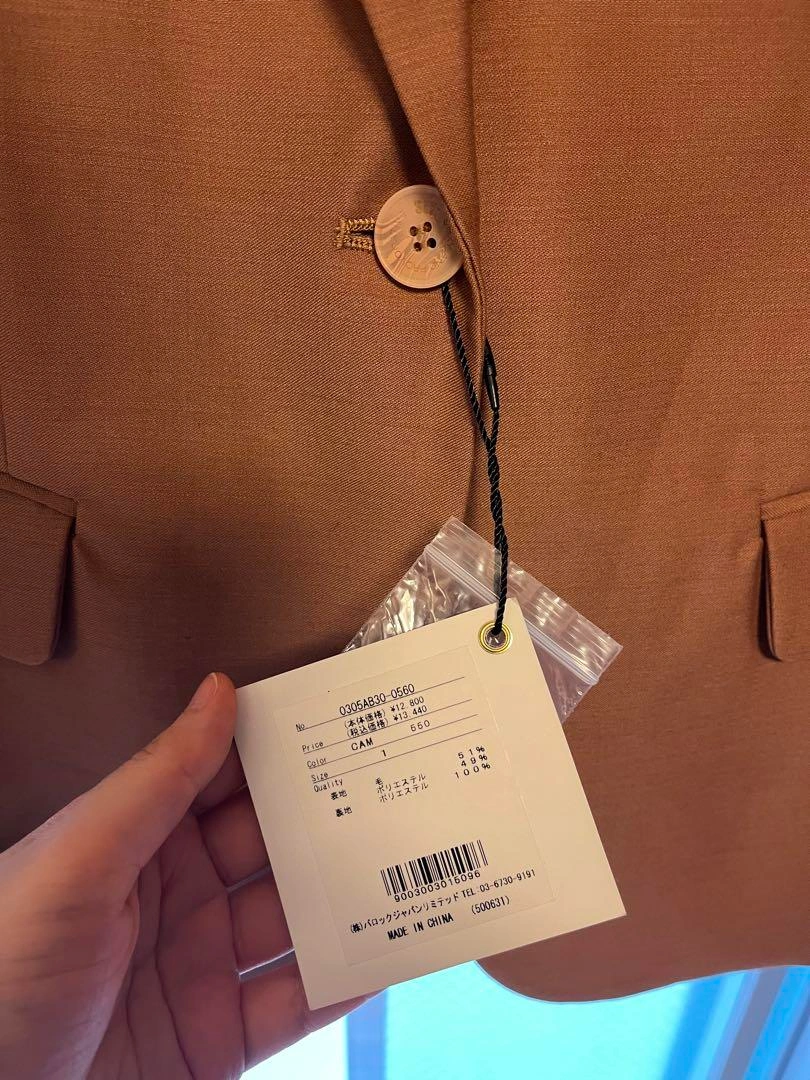 No 0305AB30-0560
(本体価格) ¥12,800
Price (税込価格) ¥13,440
Color CAM 550
Size 1
Quality
表地 毛 51%
ポリエステル 49%
裏地 ポリエステル 100%
9003003015096
(株)バロックジャパンリミテッド TEL:03-6730-9191
MADE IN CHINA (500631)